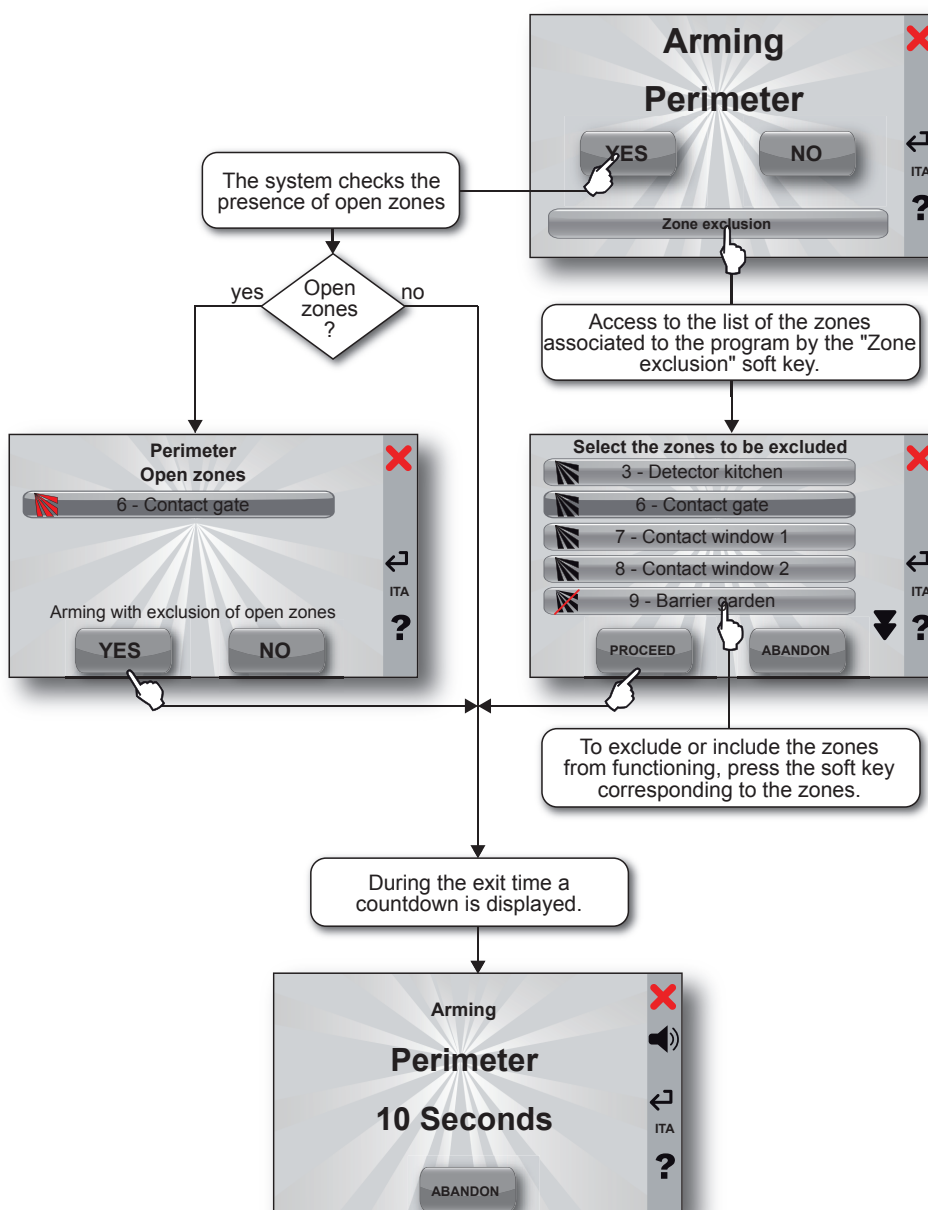 Arming
Perimeter
YES
NO
ITA
?
Zone exclusion
The system checks the
presence of open zones
yes
Open
zones
?
no
Access to the list of the zones
associated to the program by the "Zone
exclusion" soft key.
Perimeter
Open zones
6 - Contact gate
ITA
Arming with exclusion of open zones
?
YES
NO
Select the zones to be excluded
3 - Detector kitchen
6 - Contact gate
7 - Contact window 1
8 - Contact window 2
ITA
9 - Barrier garden
?
PROCEED
ABANDON
To exclude or include the zones
from functioning, press the soft key
corresponding to the zones.
During the exit time a
countdown is displayed.
Arming
Perimeter
10 Seconds
ITA
?
ABANDON